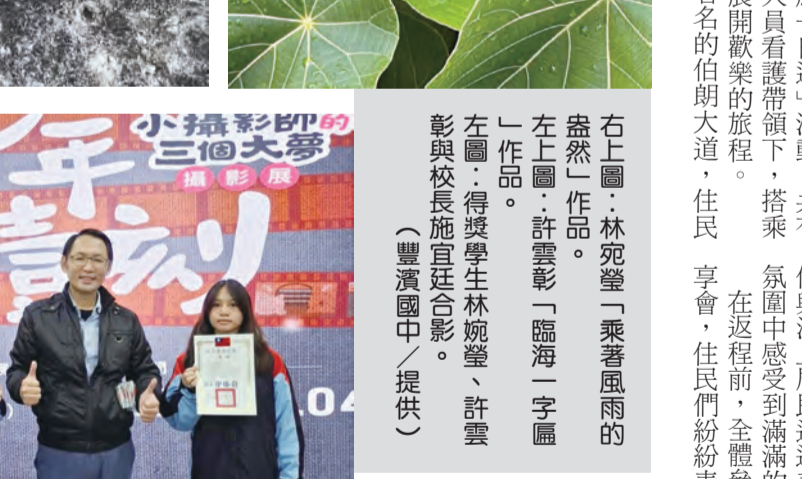 員看護帶領下，搭乘
展開歡樂的旅程。
名的伯朗大道，住民
氛圍中感受到滿滿的
在返程前，全體參
享會，住民們紛紛表
右上圖：林宛瑩「乘著風雨的
盎然」作品。
左上圖：許雲彰「臨海一字匾
」作品。
左圖：得獎學生林婉瑩、許雲
彰與校長施宜廷合影。
（豐濱國中／提供）
小攝影師的
三個大夢
攝影展
年
.04